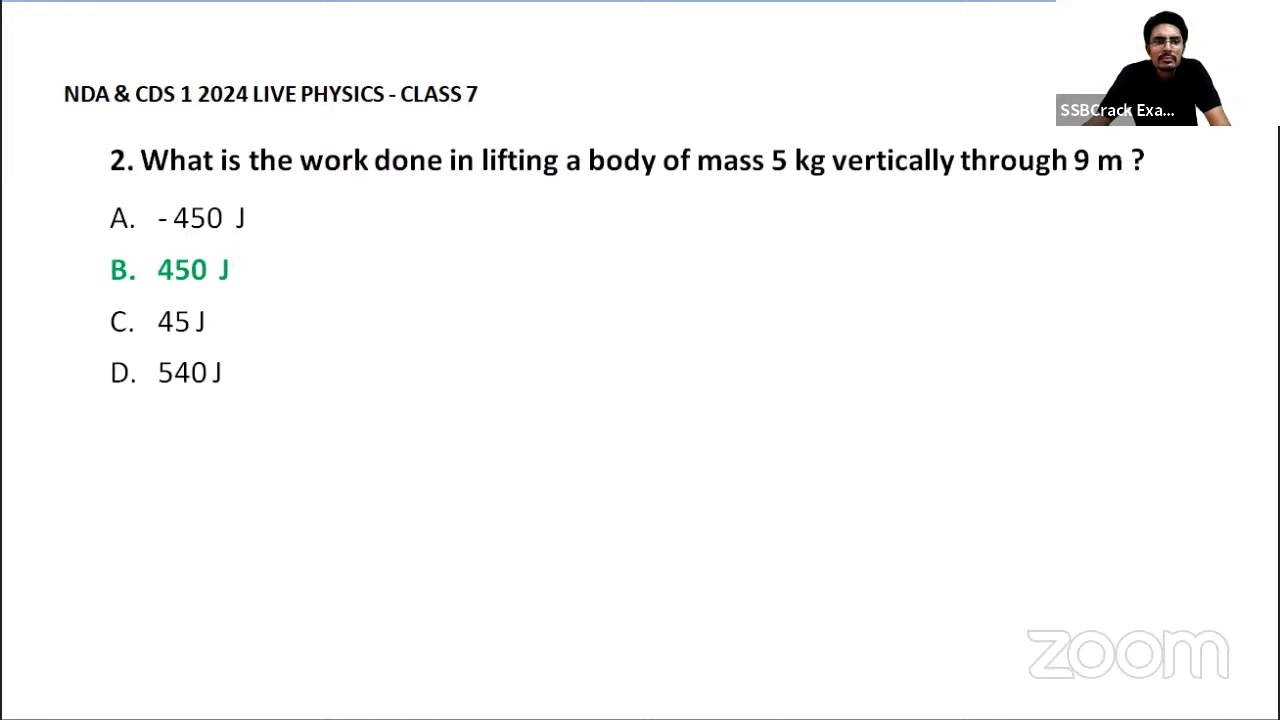 NDA & CDS 1 2024 LIVE PHYSICS - CLASS 7
SSBCrack Exa...
2. What is the work done in lifting a body of mass 5 kg vertically through 9 m ?
A. - 450 J
B. 450 J
C. 45 J
D. 540 J
zoom